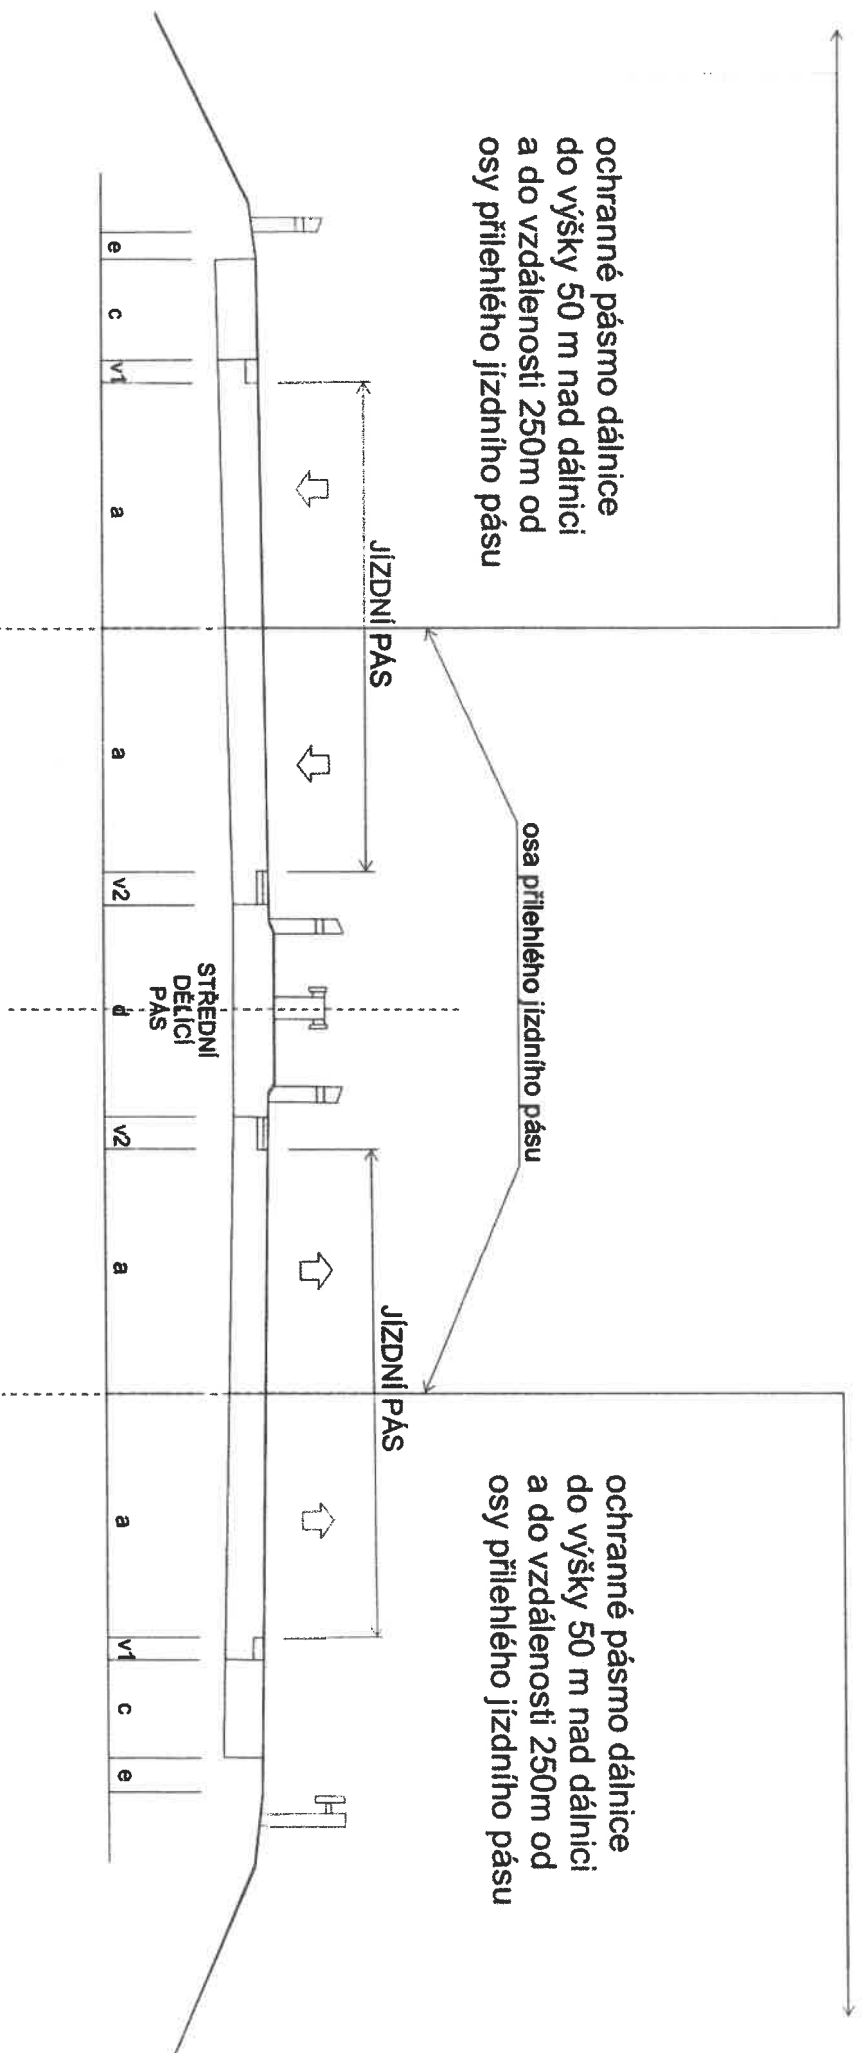 ochranné pásmo dálnice
do výšky 50 m nad dálnici
a do vzdálenosti 250m od
osy přilehlého jízdního pásu
ochranné pásmo dálnice
do výšky 50 m nad dálnici
a do vzdálenosti 250m od
osy přilehlého jízdního pásu
osa přilehlého jízdního pásu
JÍZDNÍ PÁS
JÍZDNÍ PÁS
STŘEDNÍ
DĚLÍCÍ
PÁS
e c v1 a a v2 d v2 a a v1 c e